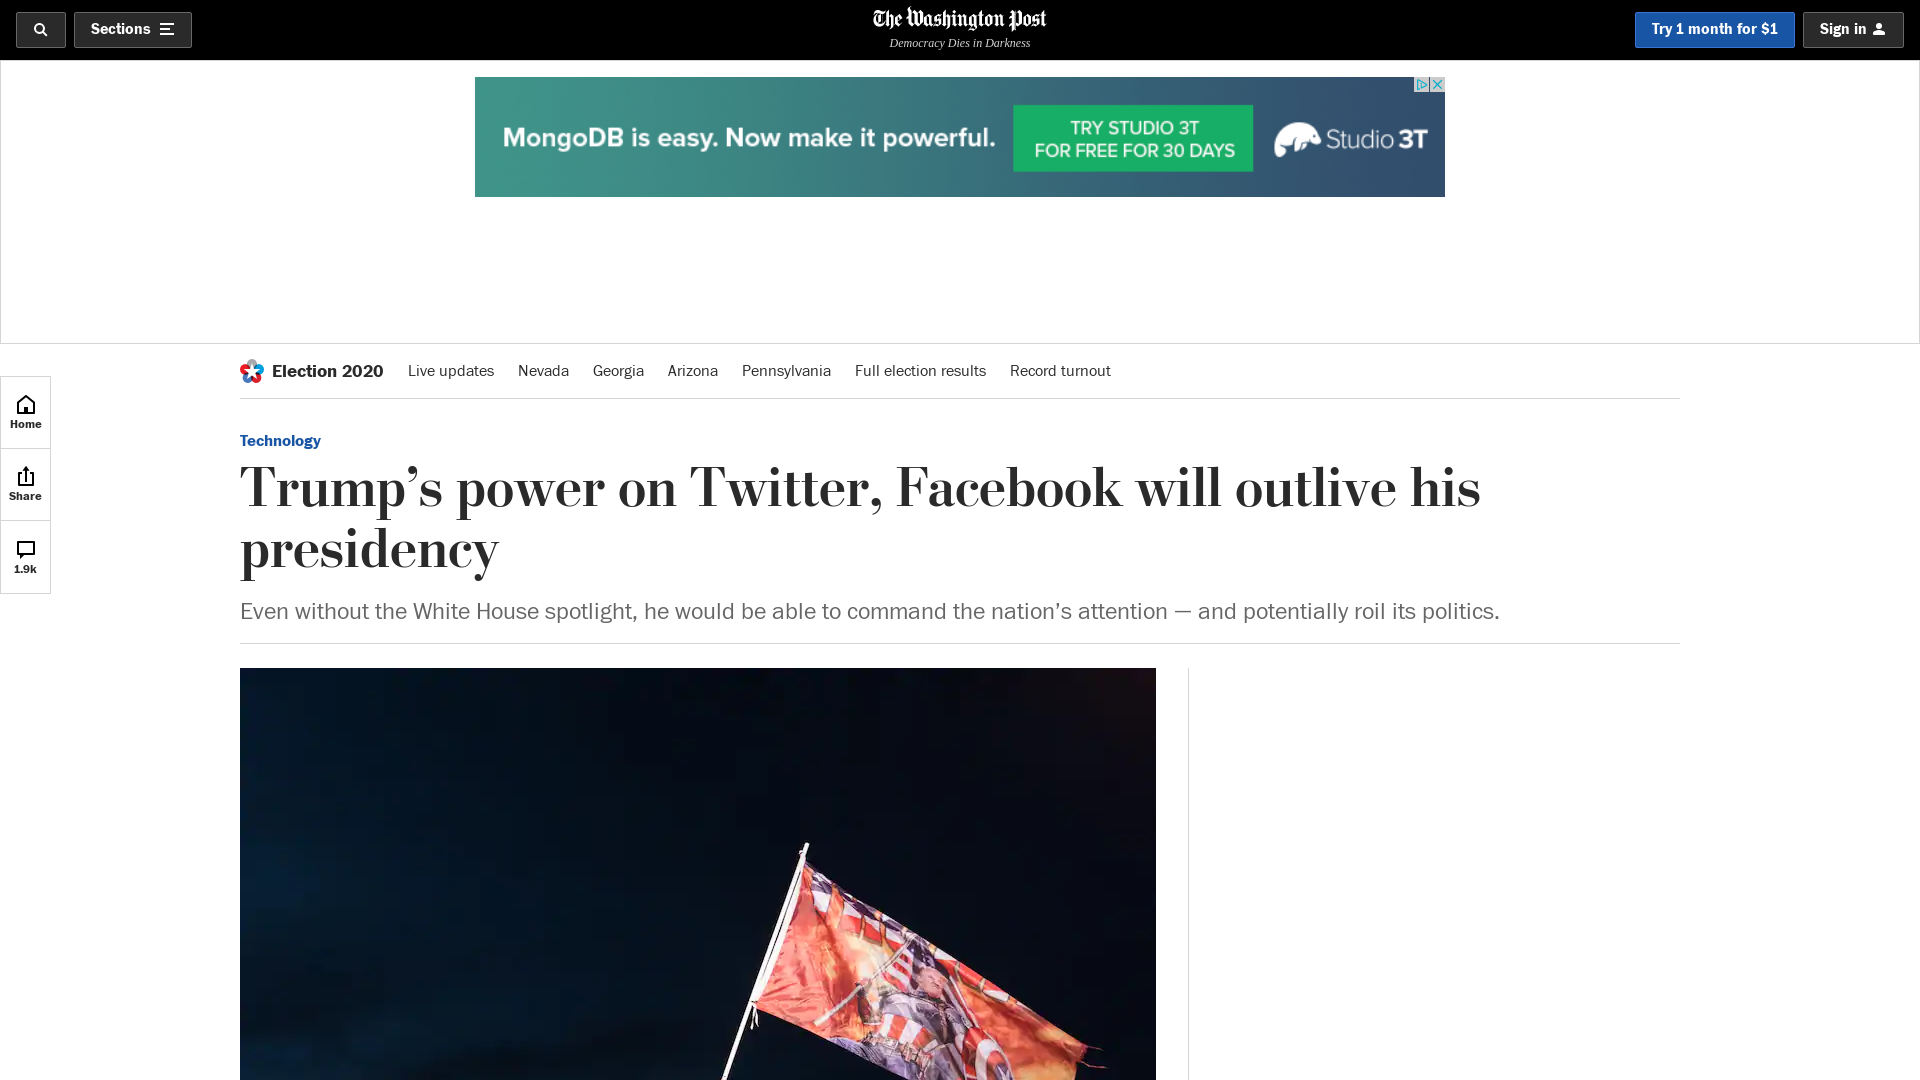 Sections
The Washington Post
Democracy Dies in Darkness
Try 1 month for $1
Sign in
MongoDB is easy. Now make it powerful.
TRY STUDIO 3T
FOR FREE FOR 30 DAYS
Studio 3T
Election 2020
Live updates
Nevada
Georgia
Arizona
Pennsylvania
Full election results
Record turnout
Home
Share
1.9k
Technology
Trump’s power on Twitter, Facebook will outlive his
presidency
Even without the White House spotlight, he would be able to command the nation’s attention — and potentially roil its politics.